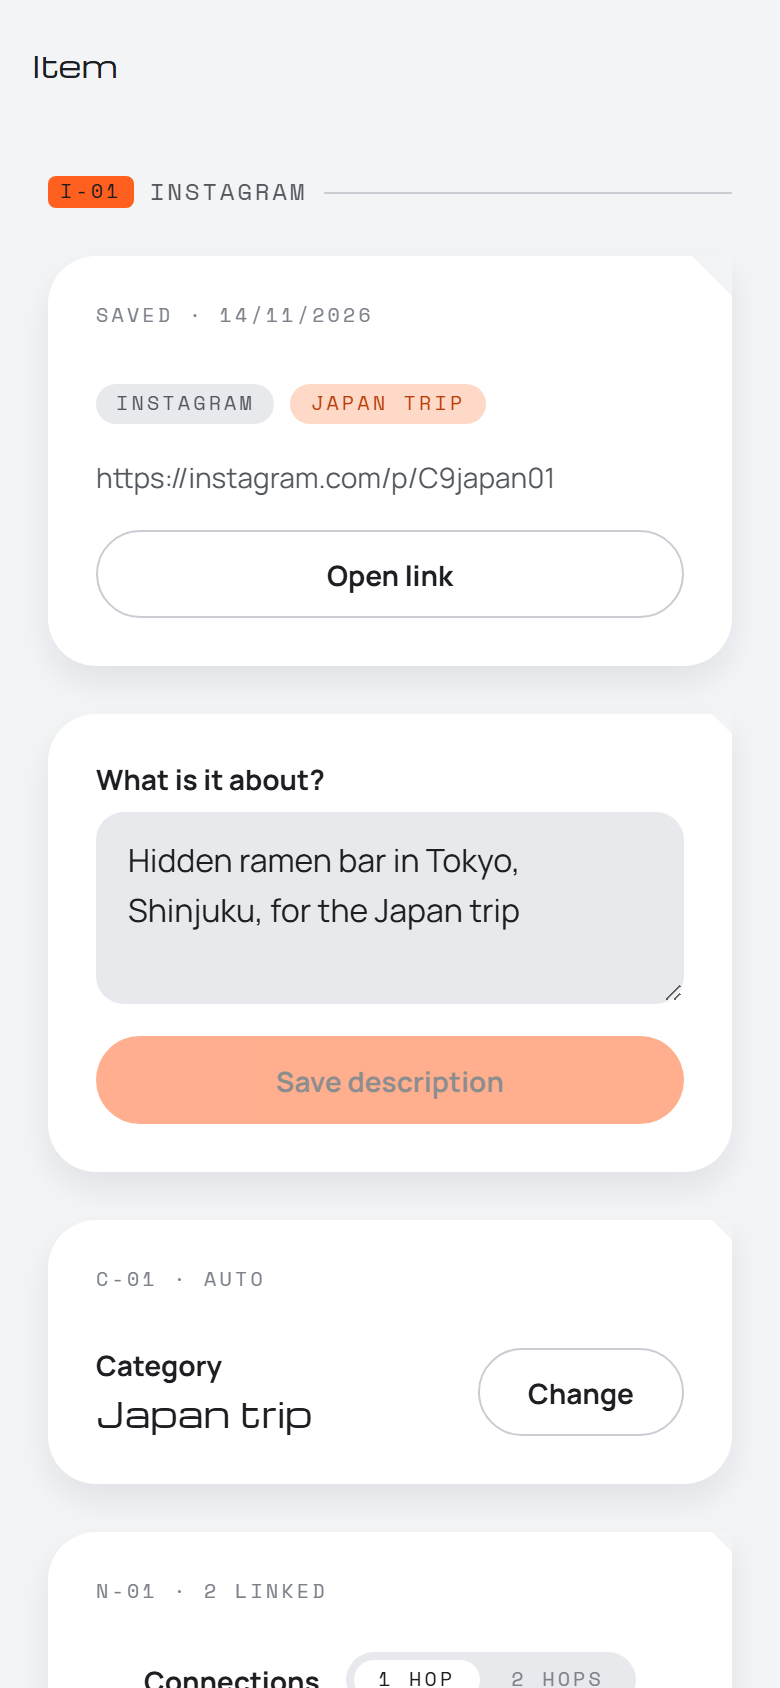 Item
I-01 INSTAGRAM
SAVED · 14/11/2026
INSTAGRAM JAPAN TRIP
https://instagram.com/p/C9japan01
Open link
What is it about?
Hidden ramen bar in Tokyo,
Shinjuku, for the Japan trip
Save description
C-01 · AUTO
Category
Japan trip
Change
N-01 · 2 LINKED
Connections 1 HOP 2 HOPS